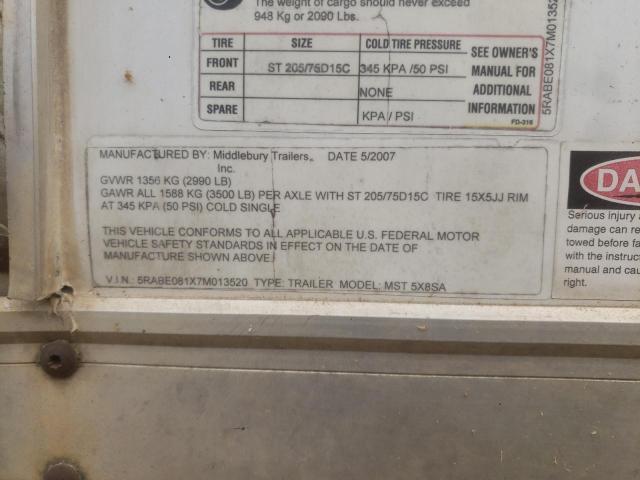 The weight of cargo should never exceed
948 Kg or 2090 Lbs.
TIRE SIZE COLD TIRE PRESSURE
FRONT ST 205/75D15C 345 KPA /50 PSI
REAR NONE
SPARE KPA / PSI
SEE OWNER'S
MANUAL FOR
ADDITIONAL
INFORMATION
FD-316
5RABE081X7M013520
MANUFACTURED BY: Middlebury Trailers, DATE 5/2007
Inc.
GVWR 1356 KG (2990 LB)
GAWR ALL 1588 KG (3500 LB) PER AXLE WITH ST 205/75D15C TIRE 15X5JJ RIM
AT 345 KPA (50 PSI) COLD SINGLE
THIS VEHICLE CONFORMS TO ALL APPLICABLE U.S. FEDERAL MOTOR
VEHICLE SAFETY STANDARDS IN EFFECT ON THE DATE OF
MANUFACTURE SHOWN ABOVE
V.I.N.: 5RABE081X7M013520 TYPE: TRAILER MODEL: MST 5X8SA
DA
Serious injury
damage can re
towed before fa
with the instruc
manual and cau
right.